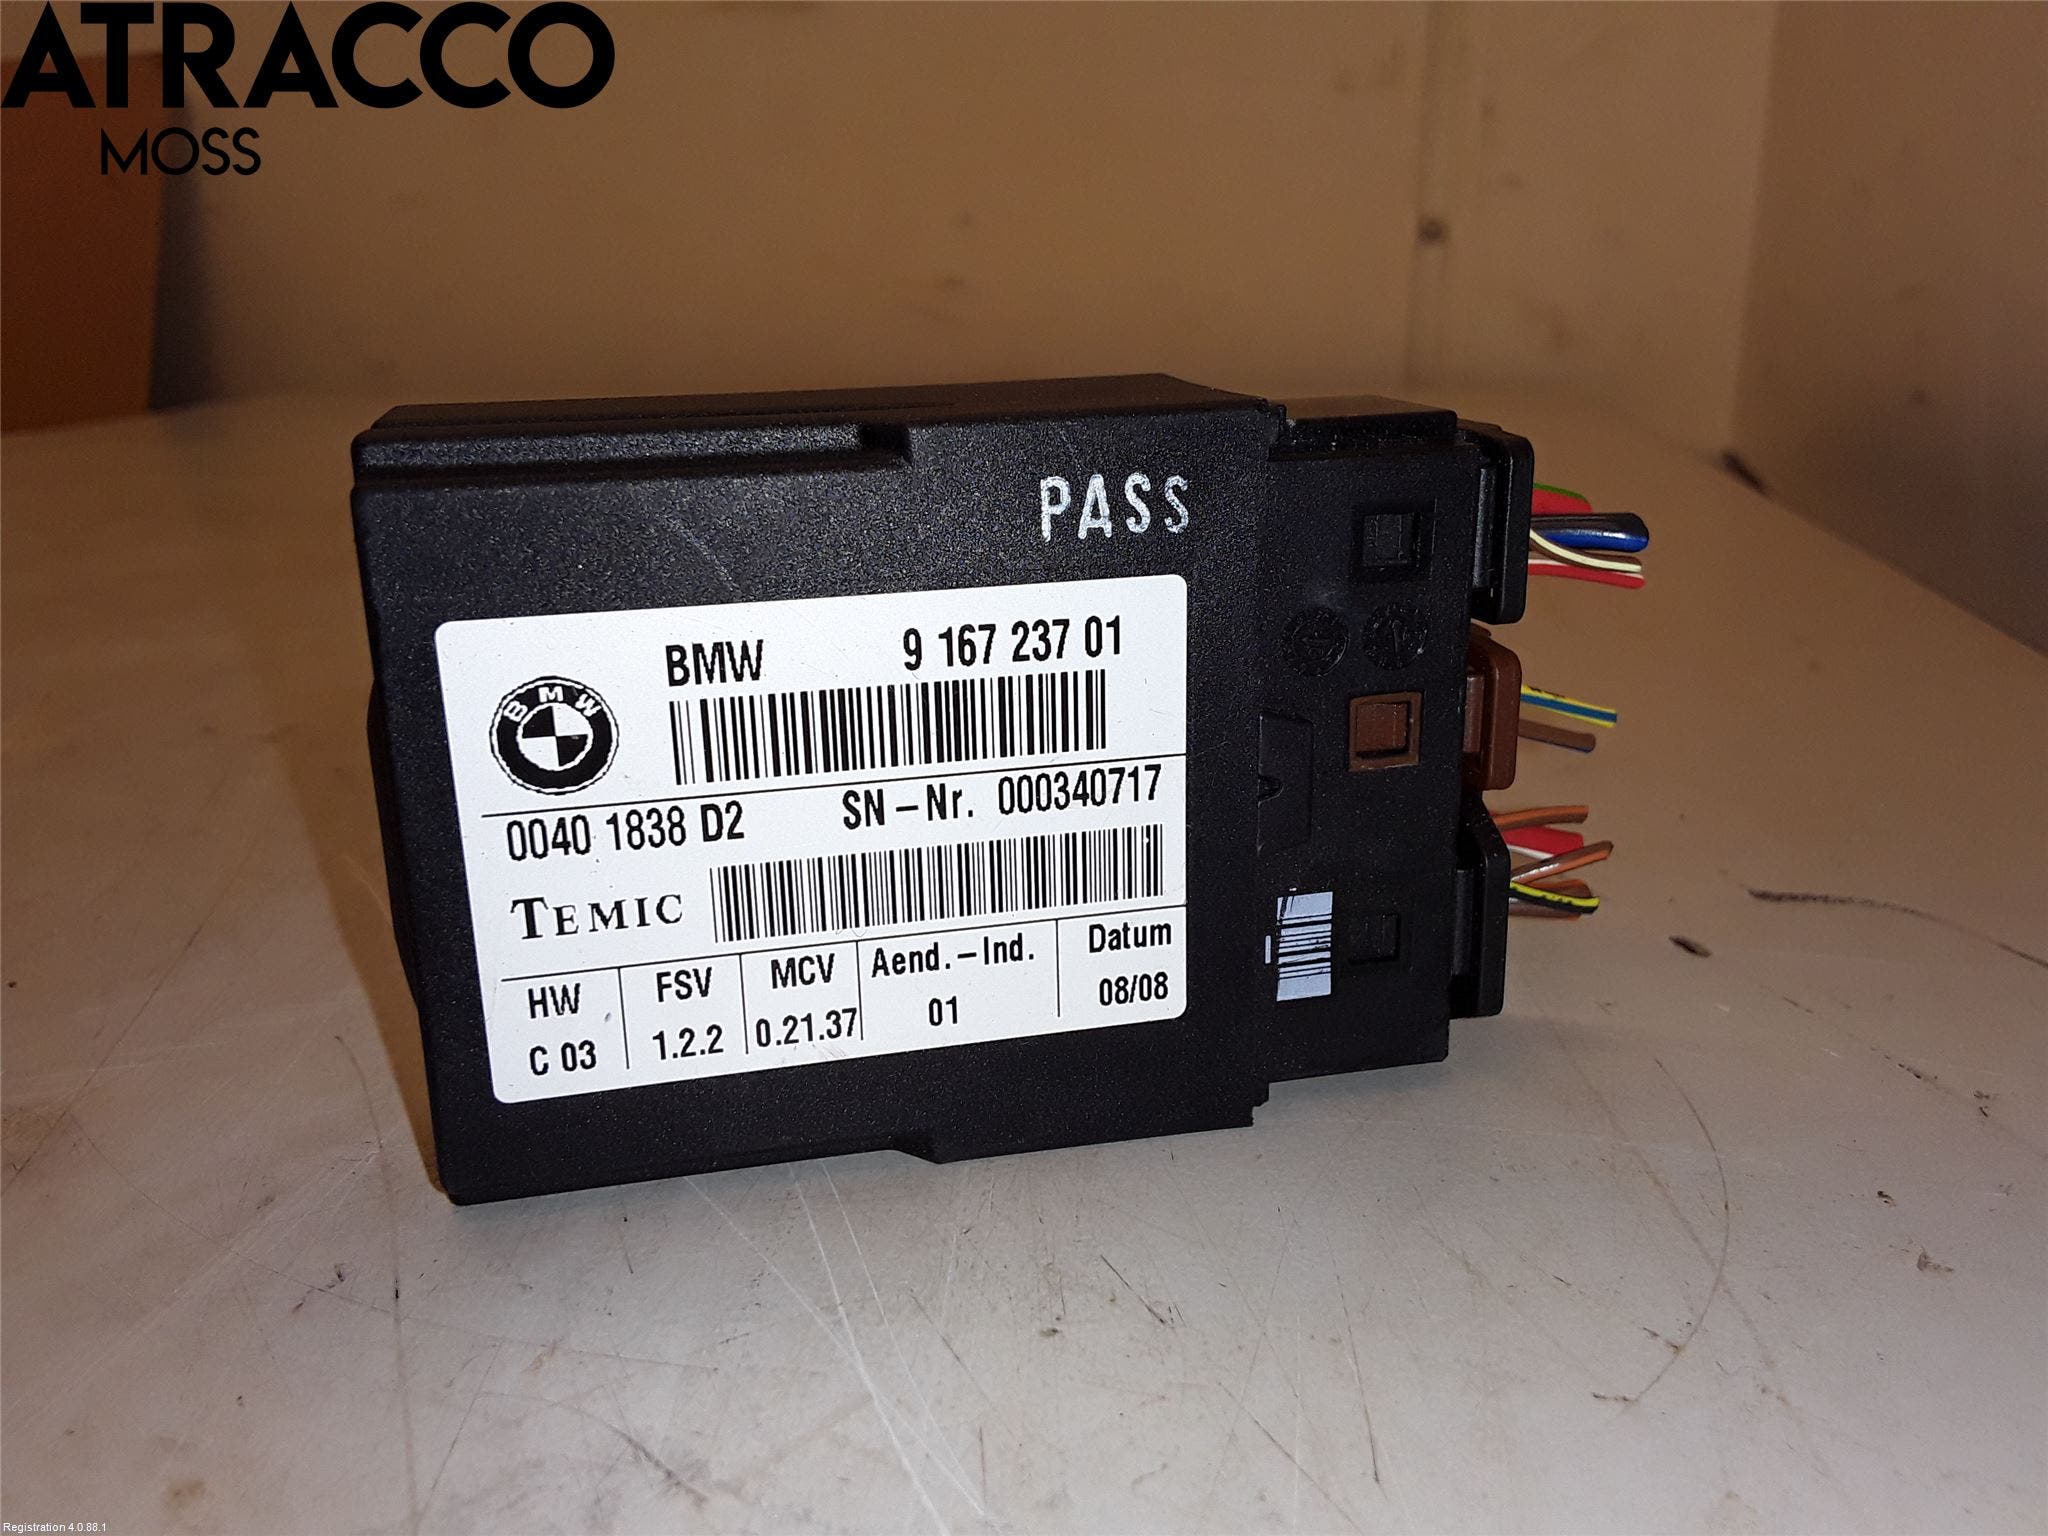 ATRACCO
MOSS
PASS
BMW 9 167 237 01
BMW
0040 1838 D2 SN-Nr. 000340717
TEMIC
HW FSV MCV Aend.-Ind. Datum
C 03 1.2.2 0.21.37 01 08/08
A
Registration 4.0.88.1